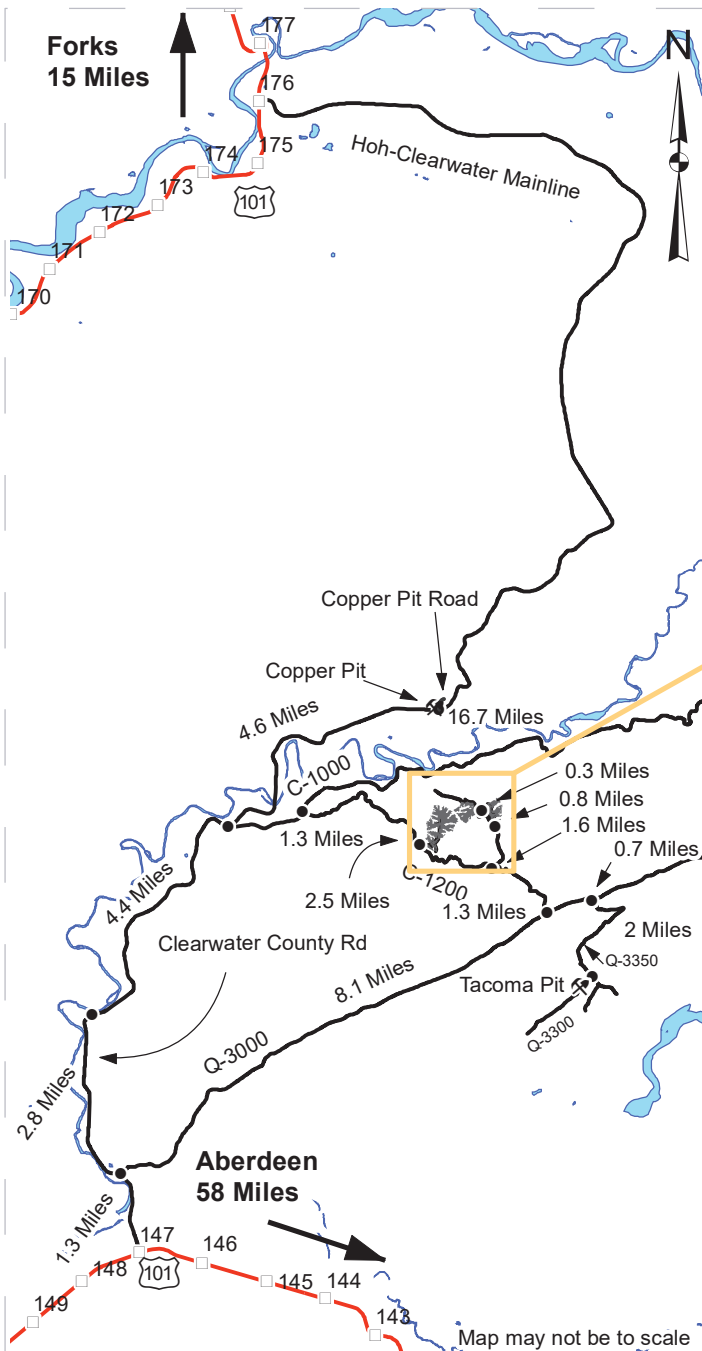 Forks
15 Miles
177
N
176
175
174
Hoh-Clearwater Mainline
173
101
172
171
170
Copper Pit Road
Copper Pit
4.6 Miles
16.7 Miles
C-1000
0.3 Miles
0.8 Miles
1.3 Miles
1.6 Miles
0.7 Miles
2.5 Miles
C-1200
1.3 Miles
4.4 Miles
2 Miles
Clearwater County Rd
Q-3350
8.1 Miles
Tacoma Pit
Q-3300
Q-3000
2.8 Miles
Aberdeen
58 Miles
1.3 Miles
147
146
101
148
145
144
149
143
Map may not be to scale